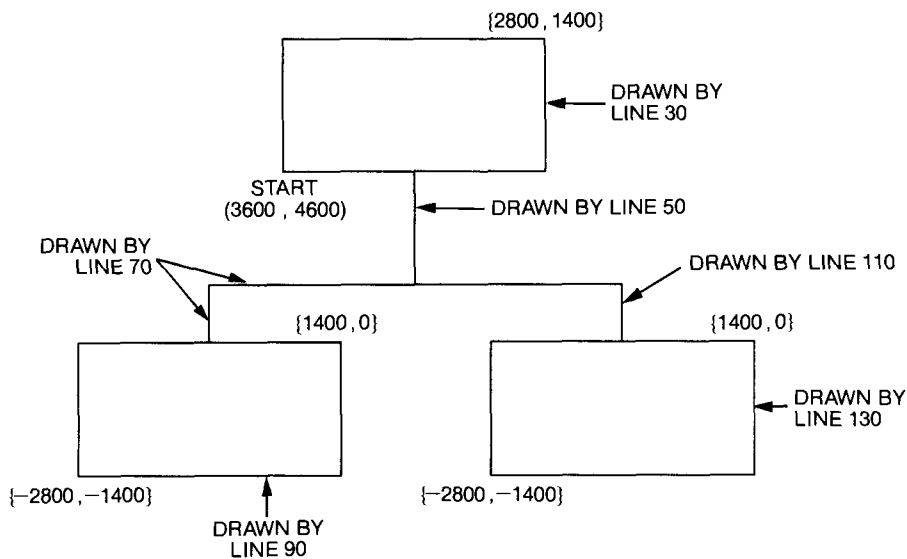 {2800,1400}
DRAWN BY
LINE 30
START
(3600,4600)
DRAWN BY LINE 50
DRAWN BY
LINE 70
DRAWN BY LINE 110
{1400,0}
{1400,0}
DRAWN BY
LINE 130
{−2800,−1400}
{−2800,−1400}
DRAWN BY
LINE 90